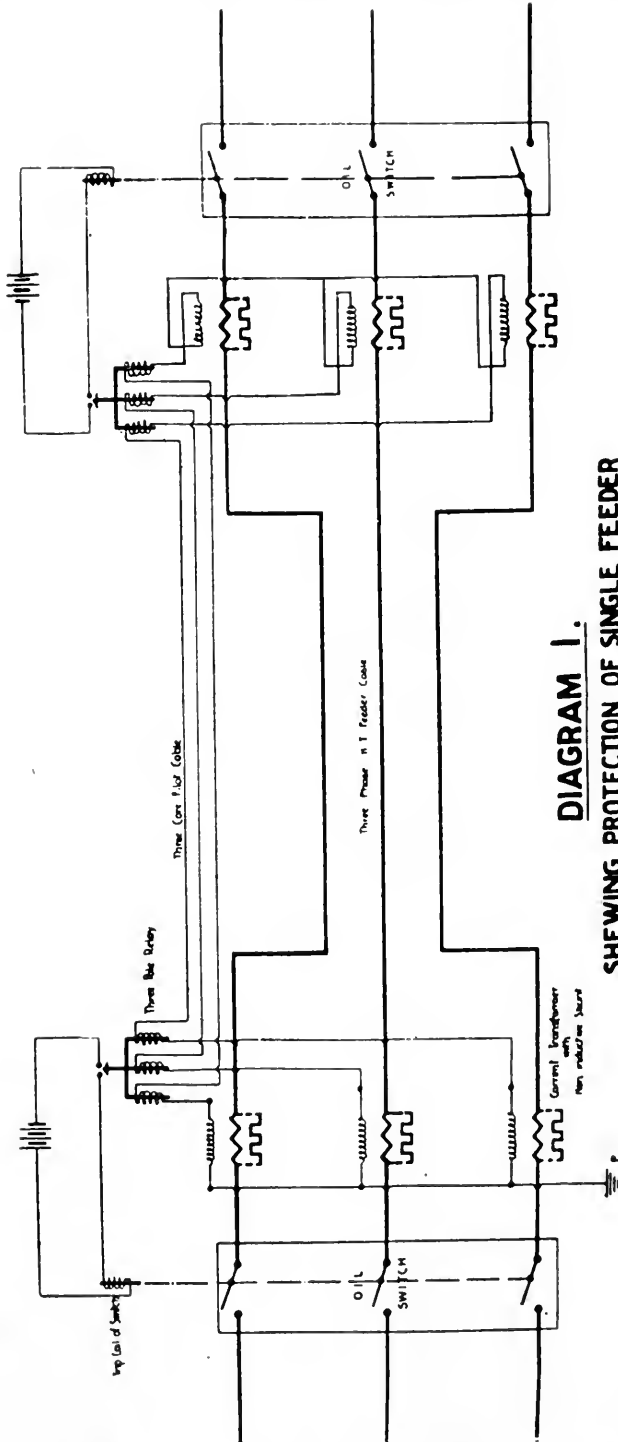 OIL
SWITCH
Three Core Pilot Cable
Three Phase H T Feeder Cable
Three Pole Relay
Trip Coil of Switch
OIL
SWITCH
Current Transformer
with
Non inductive Shunt
E
DIAGRAM 1.
SHEWING PROTECTION OF SINGLE FEEDER